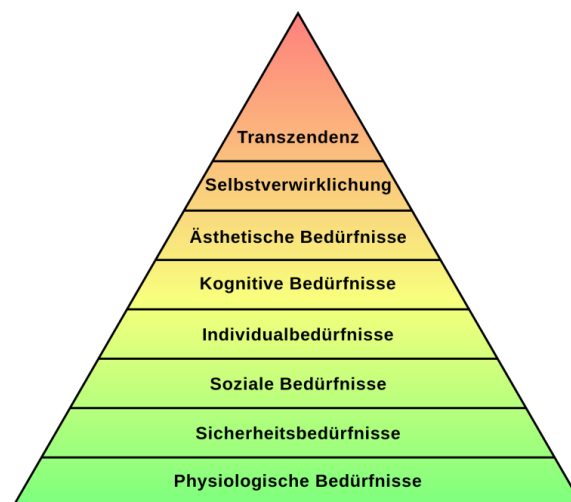 Transzendenz
Selbstverwirklichung
Ästhetische Bedürfnisse
Kognitive Bedürfnisse
Individualbedürfnisse
Soziale Bedürfnisse
Sicherheitsbedürfnisse
Physiologische Bedürfnisse